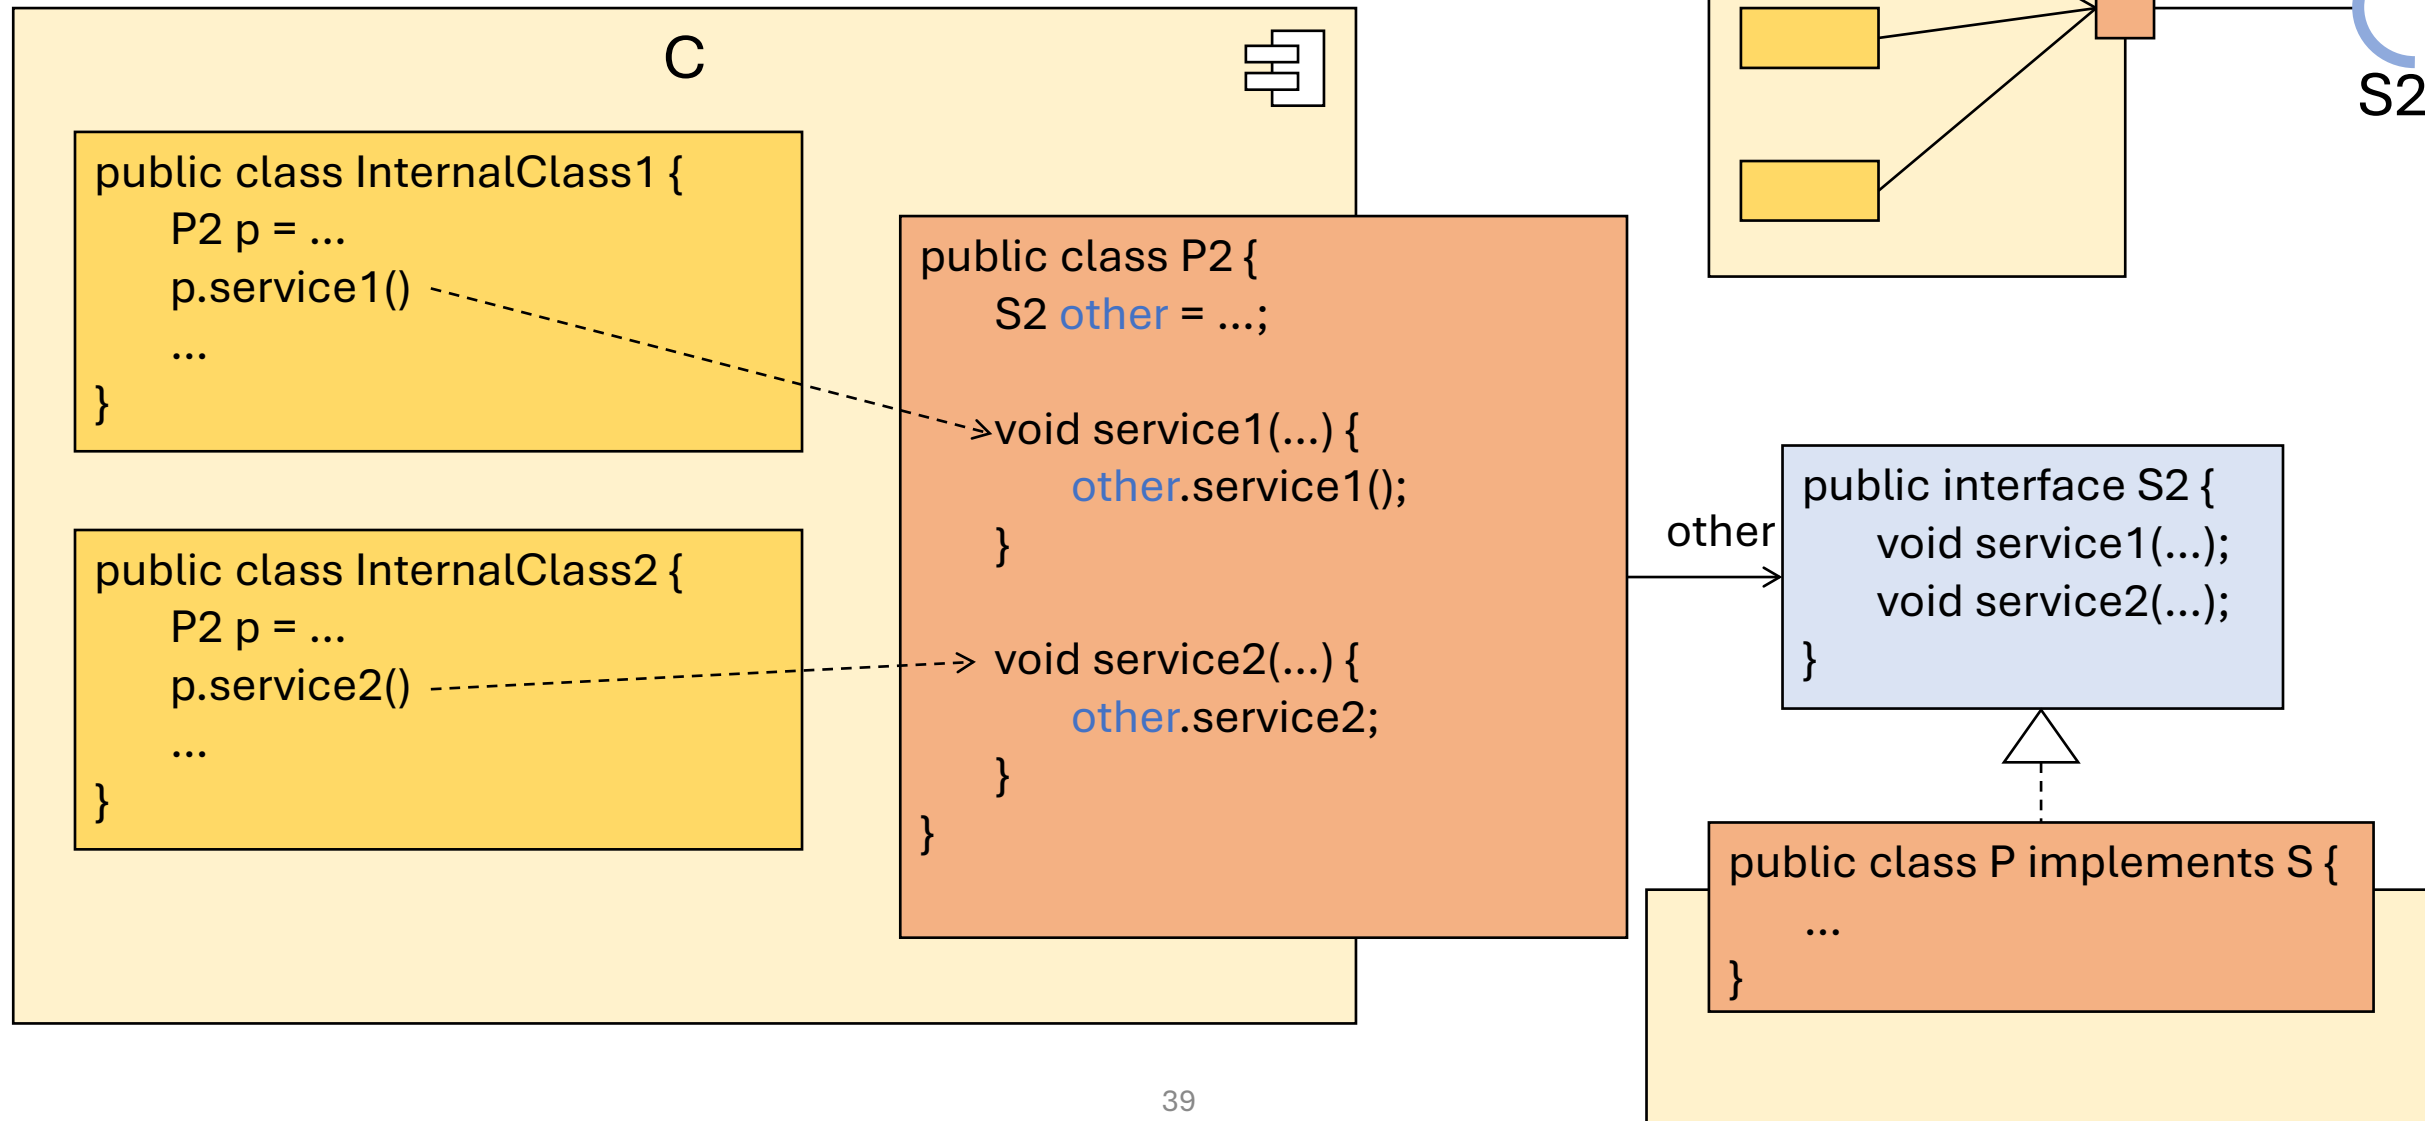 C
public class InternalClass1 {
P2 p = ...
p.service1()
...
}
public class InternalClass2 {
P2 p = ...
p.service2()
...
}
public class P2 {
S2 other = ...;
void service1(...) {
other.service1();
}
void service2(...) {
other.service2;
}
}
S2
other
public interface S2 {
void service1(...);
void service2(...);
}
public class P implements S {
...
}
39